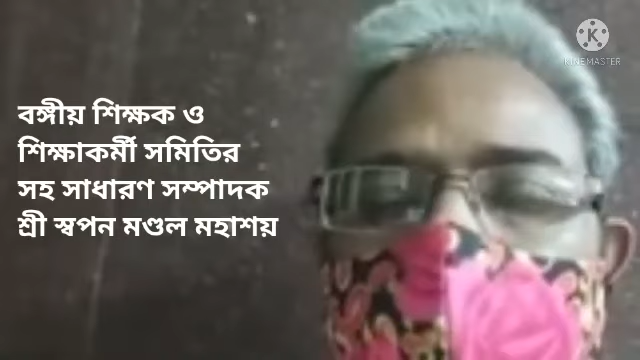 KINEMASTER
বঙ্গীয় শিক্ষক ও
শিক্ষাকর্মী সমিতির
সহ সাধারণ সম্পাদক
শ্রী স্বপন মণ্ডল মহাশয়